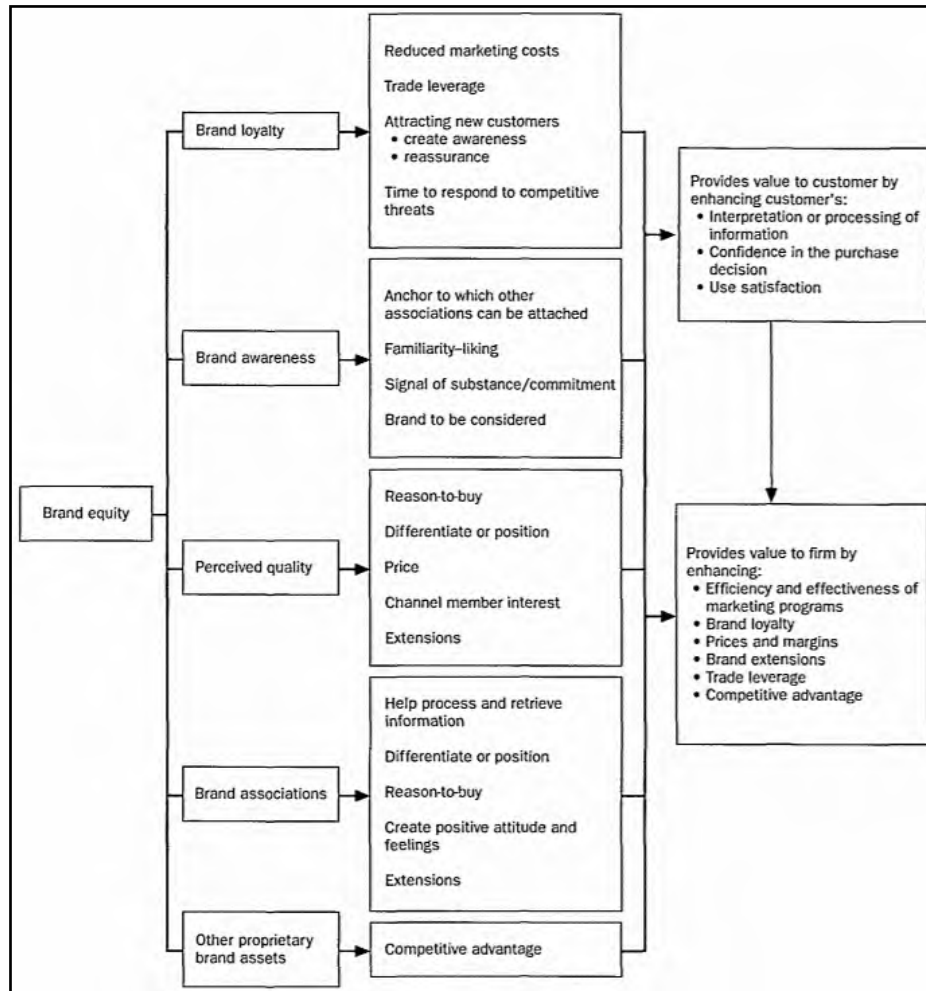 Brand equity
Brand loyalty
Reduced marketing costs
Trade leverage
Attracting new customers
• create awareness
• reassurance
Time to respond to competitive
threats
Brand awareness
Anchor to which other
associations can be attached
Familiarity–liking
Signal of substance/commitment
Brand to be considered
Perceived quality
Reason-to-buy
Differentiate or position
Price
Channel member interest
Extensions
Brand associations
Help process and retrieve
information
Differentiate or position
Reason-to-buy
Create positive attitude and
feelings
Extensions
Other proprietary
brand assets
Competitive advantage
Provides value to customer by
enhancing customer's:
• Interpretation or processing of
information
• Confidence in the purchase
decision
• Use satisfaction
Provides value to firm by
enhancing:
• Efficiency and effectiveness of
marketing programs
• Brand loyalty
• Prices and margins
• Brand extensions
• Trade leverage
• Competitive advantage